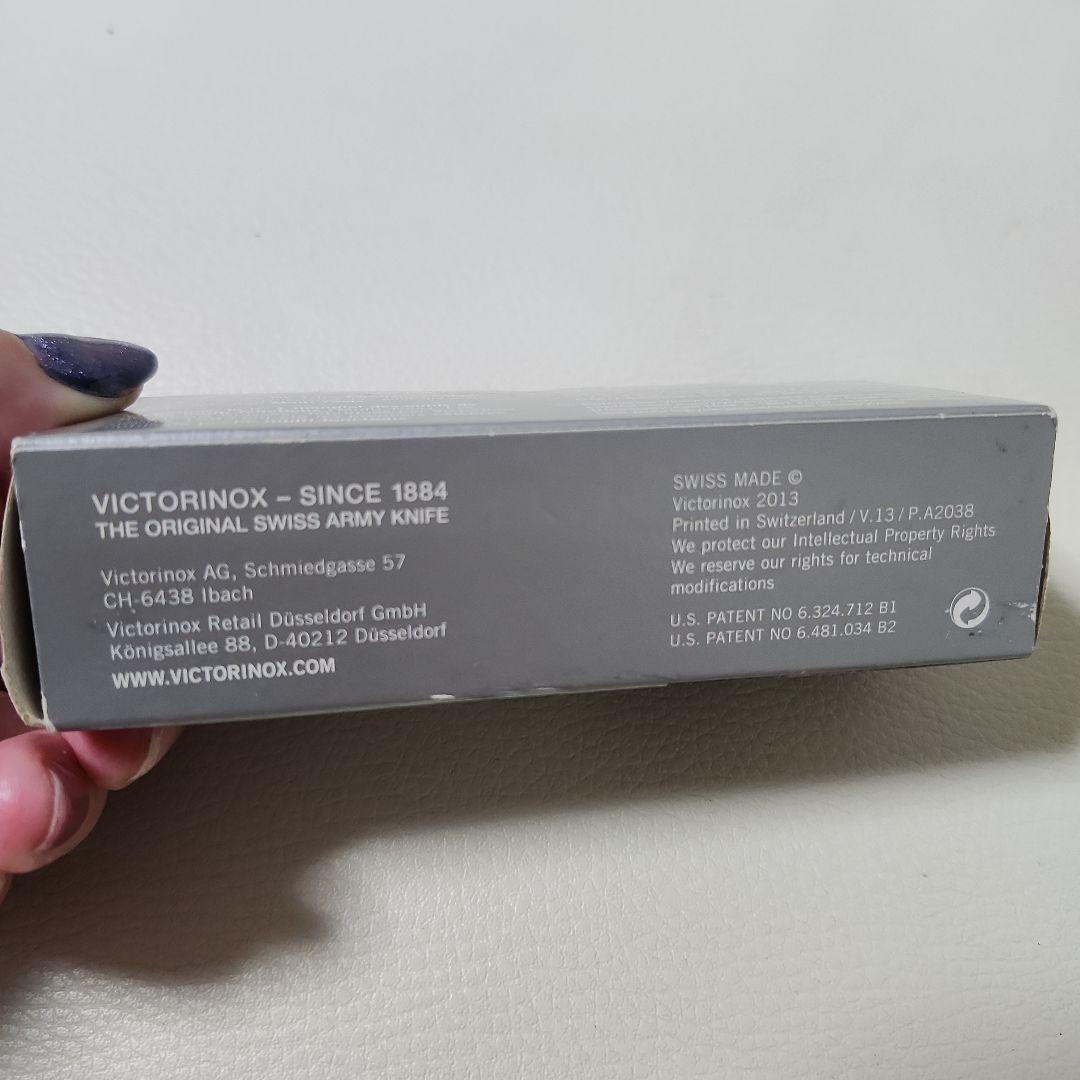 VICTORINOX – SINCE 1884
THE ORIGINAL SWISS ARMY KNIFE
Victorinox AG, Schmiedgasse 57
CH-6438 Ibach
Victorinox Retail Düsseldorf GmbH
Königsallee 88, D-40212 Düsseldorf
WWW.VICTORINOX.COM
SWISS MADE ©
Victorinox 2013
Printed in Switzerland / V.13 / P.A2038
We protect our Intellectual Property Rights
We reserve our rights for technical
modifications
U.S. PATENT NO 6.324.712 B1
U.S. PATENT NO 6.481.034 B2